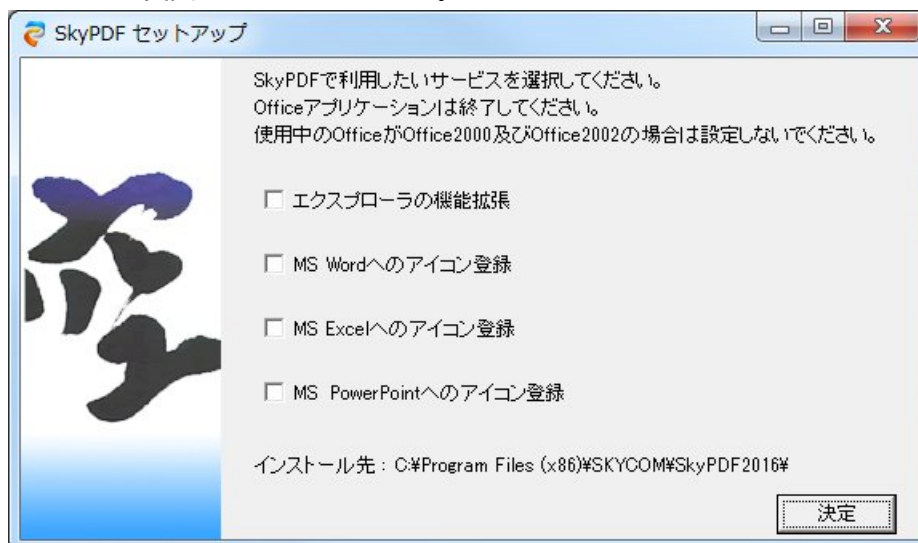 SkyPDF セットアップ
SkyPDFで利用したいサービスを選択してください。
Officeアプリケーションは終了してください。
使用中のOfficeがOffice2000及びOffice2002の場合は設定しないでください。
エクスプローラの機能拡張
MS Wordへのアイコン登録
MS Excelへのアイコン登録
MS PowerPointへのアイコン登録
空
インストール先 : C:¥Program Files (x86)¥SKYCOM¥SkyPDF2016¥
決定